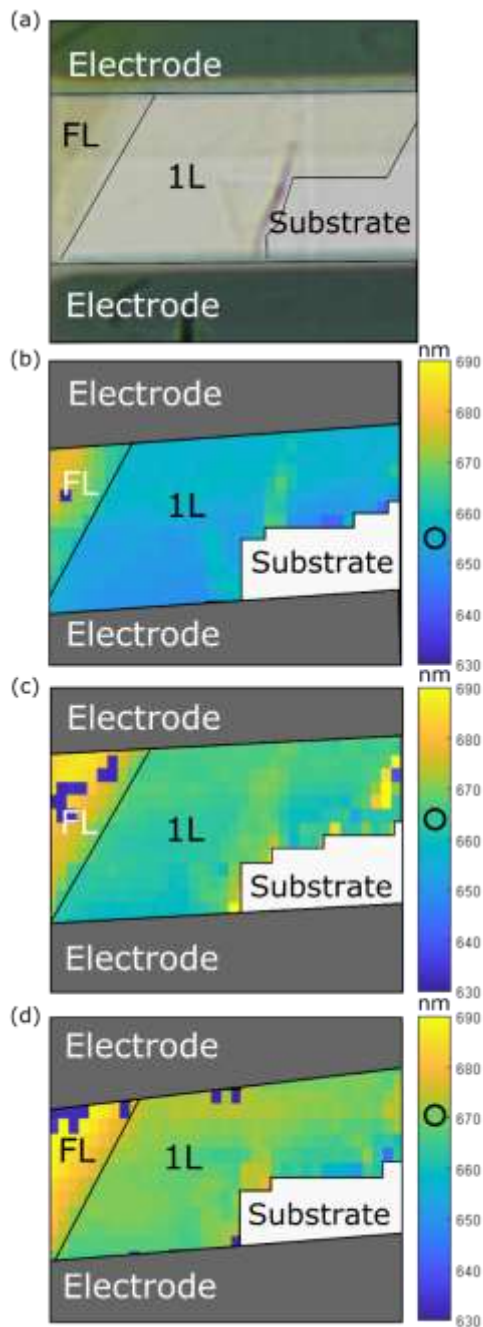 (a)
Electrode
FL
1L
Substrate
Electrode
(b)
nm
Electrode
690
680
FL
670
1L
660
650
Substrate
640
Electrode
630
(c)
nm
Electrode
690
680
670
FL
1L
660
650
Substrate
640
Electrode
630
(d)
nm
Electrode
690
680
FL
1L
670
660
650
Substrate
640
Electrode
630